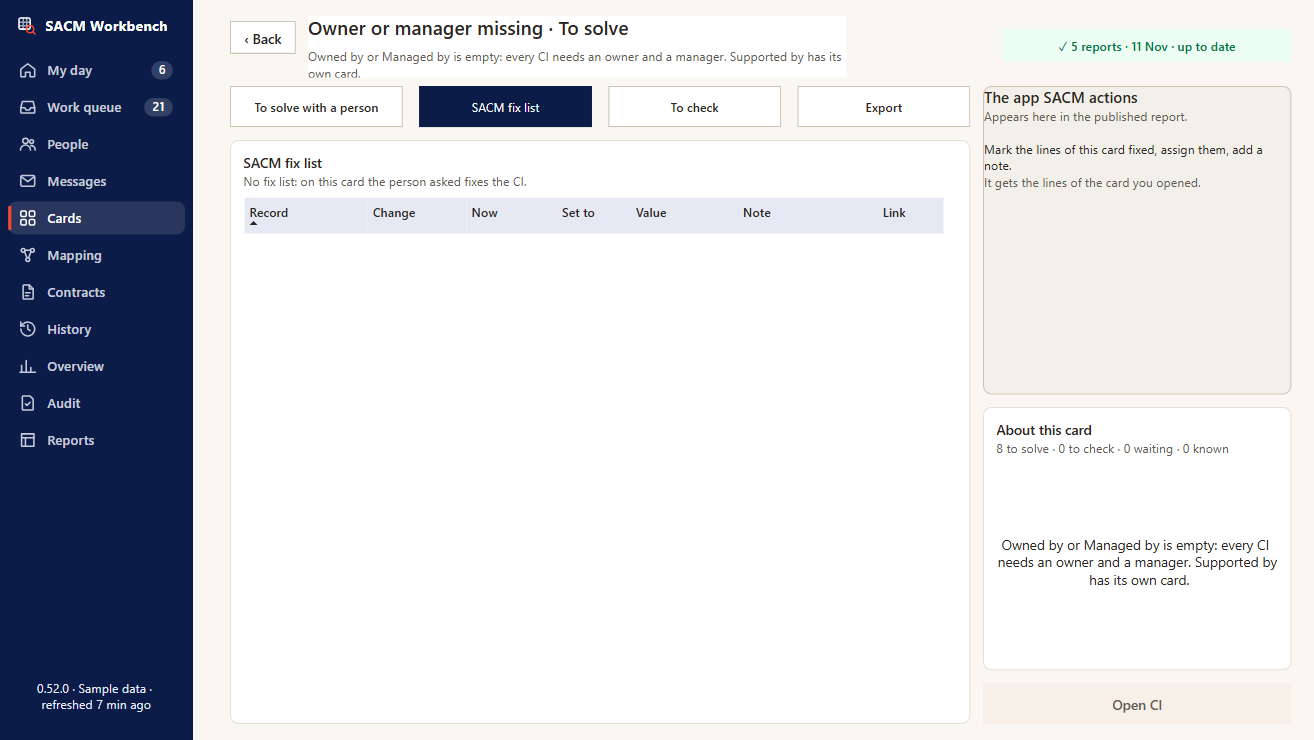 SACM Workbench
My day 6
Work queue 21
People
Messages
Cards
Mapping
Contracts
History
Overview
Audit
Reports
0.52.0 · Sample data ·
refreshed 7 min ago
‹ Back
Owner or manager missing · To solve
Owned by or Managed by is empty: every CI needs an owner and a manager. Supported by has its
own card.
✓ 5 reports · 11 Nov · up to date
To solve with a person
SACM fix list
To check
Export
SACM fix list
No fix list: on this card the person asked fixes the CI.
Record Change Now Set to Value Note Link
The app SACM actions
Appears here in the published report.
Mark the lines of this card fixed, assign them, add a
note.
It gets the lines of the card you opened.
About this card
8 to solve · 0 to check · 0 waiting · 0 known
Owned by or Managed by is empty: every CI
needs an owner and a manager. Supported by
has its own card.
Open CI